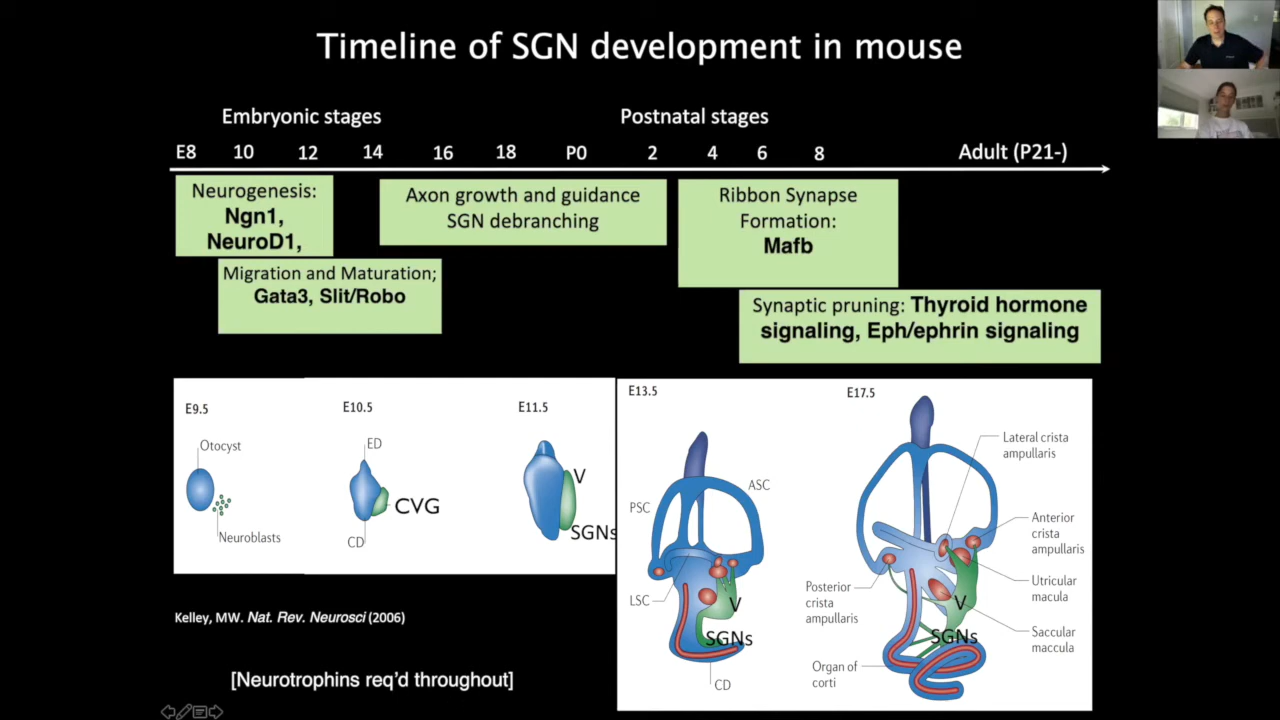 Timeline of SGN development in mouse
Embryonic stages
Postnatal stages
E8 10 12 14 16 18 P0 2 4 6 8 Adult (P21-)
Neurogenesis:
Ngn1,
NeuroD1,
Axon growth and guidance
SGN debranching
Ribbon Synapse
Formation:
Mafb
Migration and Maturation;
Gata3, Slit/Robo
Synaptic pruning: Thyroid hormone
signaling, Eph/ephrin signaling
E9.5
Otocyst
Neuroblasts
E10.5
ED
CVG
CD
E11.5
V
SGNs
E13.5
ASC
PSC
LSC
V
SGNs
CD
E17.5
Lateral crista
ampullaris
Anterior
crista
ampullaris
Utricular
macula
Posterior
crista
ampullaris
V
SGNs
Saccular
maccula
Organ of
corti
Kelley, MW. Nat. Rev. Neurosci (2006)
[Neurotrophins req'd throughout]